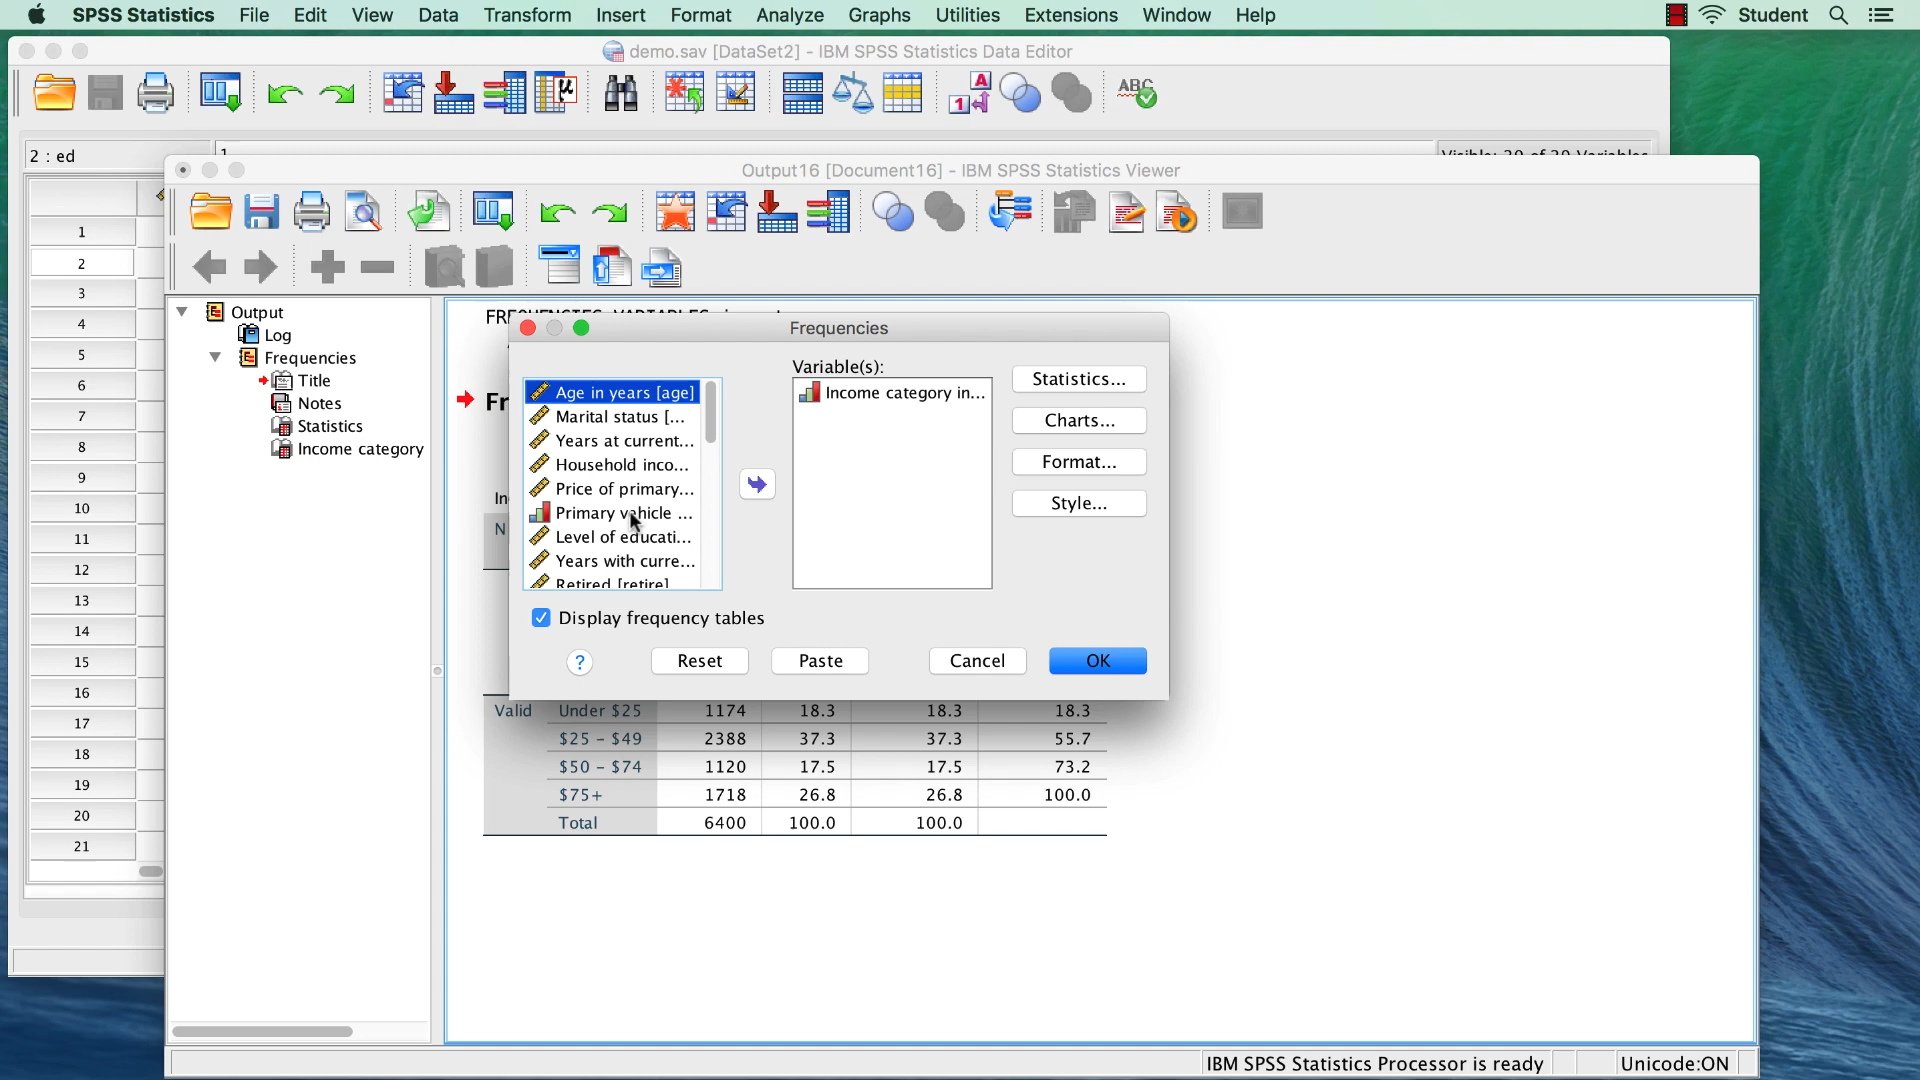 SPSS Statistics File Edit View Data Transform Insert Format Analyze Graphs Utilities Extensions Window Help Student
demo.sav [DataSet2] - IBM SPSS Statistics Data Editor
2 : ed
1
Output16 [Document16] - IBM SPSS Statistics Viewer
1
2
3
4
5
6
7
8
9
10
11
12
13
14
15
16
17
18
19
20
21
Output
Log
Frequencies
Title
Notes
Statistics
Income category
Fr
In
N
Frequencies
Age in years [age]
Marital status [...
Years at current...
Household inco...
Price of primary...
Primary vehicle ...
Level of educati...
Years with curre...
Retired [retire]
Variable(s):
Income category in...
Statistics...
Charts...
Format...
Style...
Display frequency tables
? Reset Paste Cancel OK
Valid Under $25 1174 18.3 18.3 18.3
$25 - $49 2388 37.3 37.3 55.7
$50 - $74 1120 17.5 17.5 73.2
$75+ 1718 26.8 26.8 100.0
Total 6400 100.0 100.0
IBM SPSS Statistics Processor is ready Unicode:ON